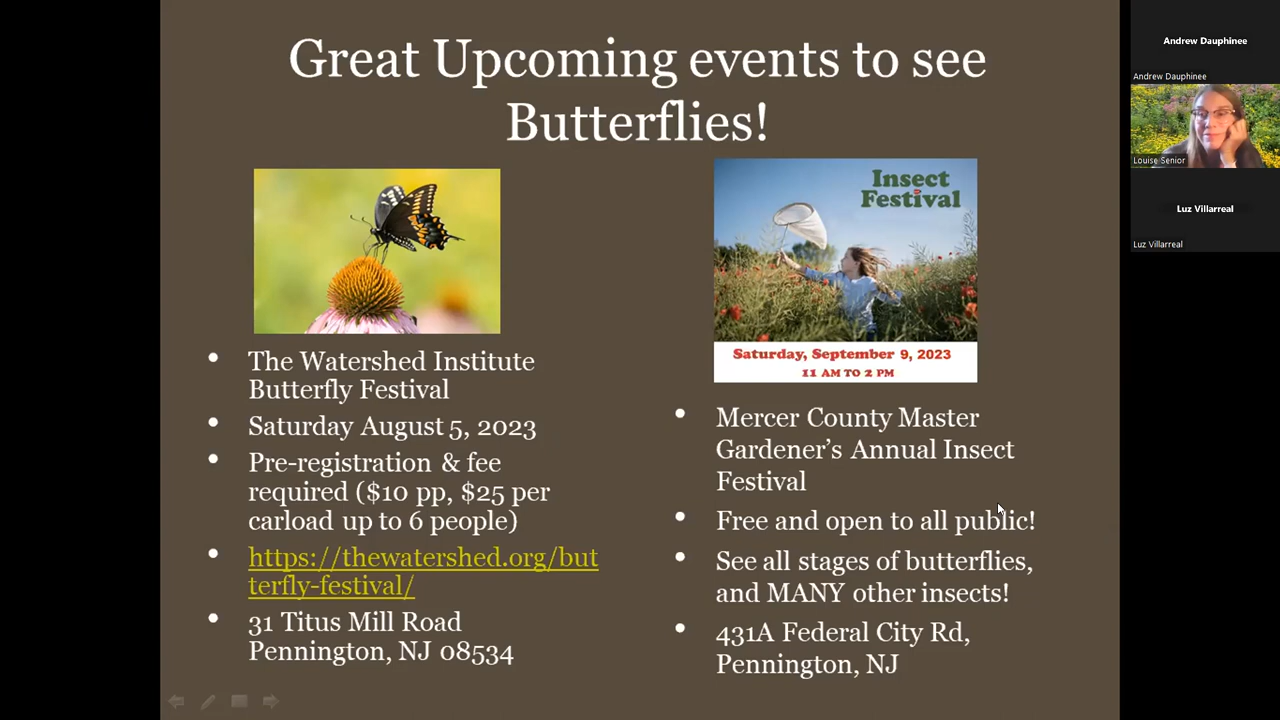 Great Upcoming events to see
Butterflies!
The Watershed Institute
Butterfly Festival
Saturday August 5, 2023
Pre-registration & fee
required ($10 pp, $25 per
carload up to 6 people)
https://thewatershed.org/but
terfly-festival/
31 Titus Mill Road
Pennington, NJ 08534
Insect
Festival
Saturday, September 9, 2023
11 AM TO 2 PM
Mercer County Master
Gardener’s Annual Insect
Festival
Free and open to all public!
See all stages of butterflies,
and MANY other insects!
431A Federal City Rd,
Pennington, NJ
Andrew Dauphinee
Andrew Dauphinee
Louise Senior
Luz Villarreal
Luz Villarreal